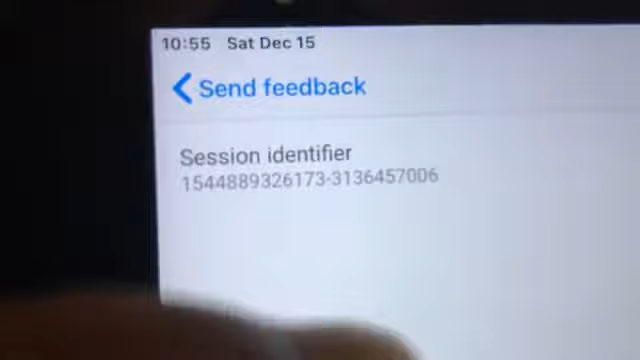 10:55 Sat Dec 15
Send feedback
Session identifier
1544889326173-3136457006